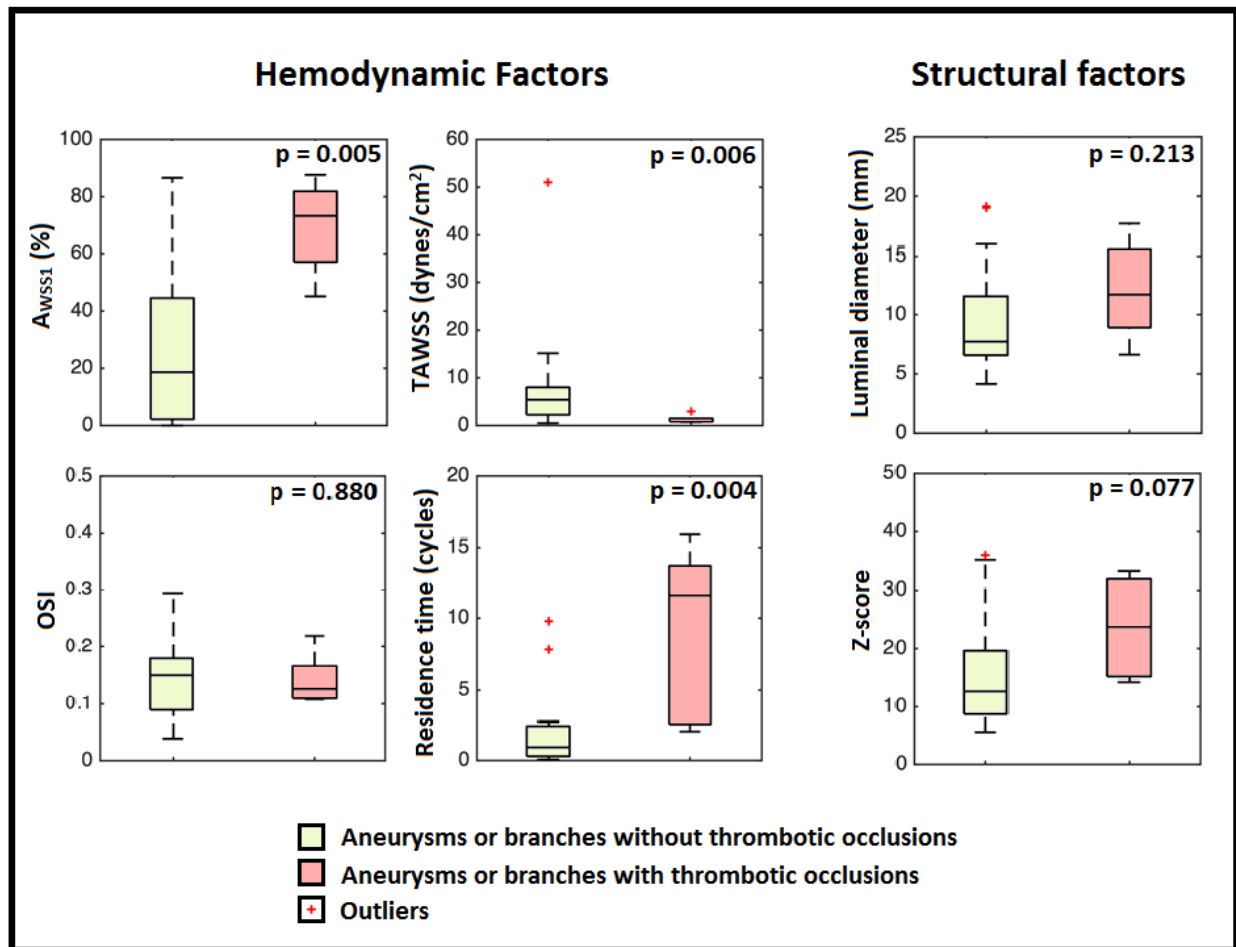 Hemodynamic Factors
Structural factors
100
80
60
40
20
0
AWSS1 (%)
p = 0.005
60
50
40
30
20
10
0
TAWSS (dynes/cm²)
p = 0.006
25
20
15
10
5
0
Luminal diameter (mm)
p = 0.213
0.5
0.4
0.3
0.2
0.1
0
OSI
p = 0.880
20
15
10
5
0
Residence time (cycles)
p = 0.004
50
40
30
20
10
0
Z-score
p = 0.077
Aneurysms or branches without thrombotic occlusions
Aneurysms or branches with thrombotic occlusions
Outliers